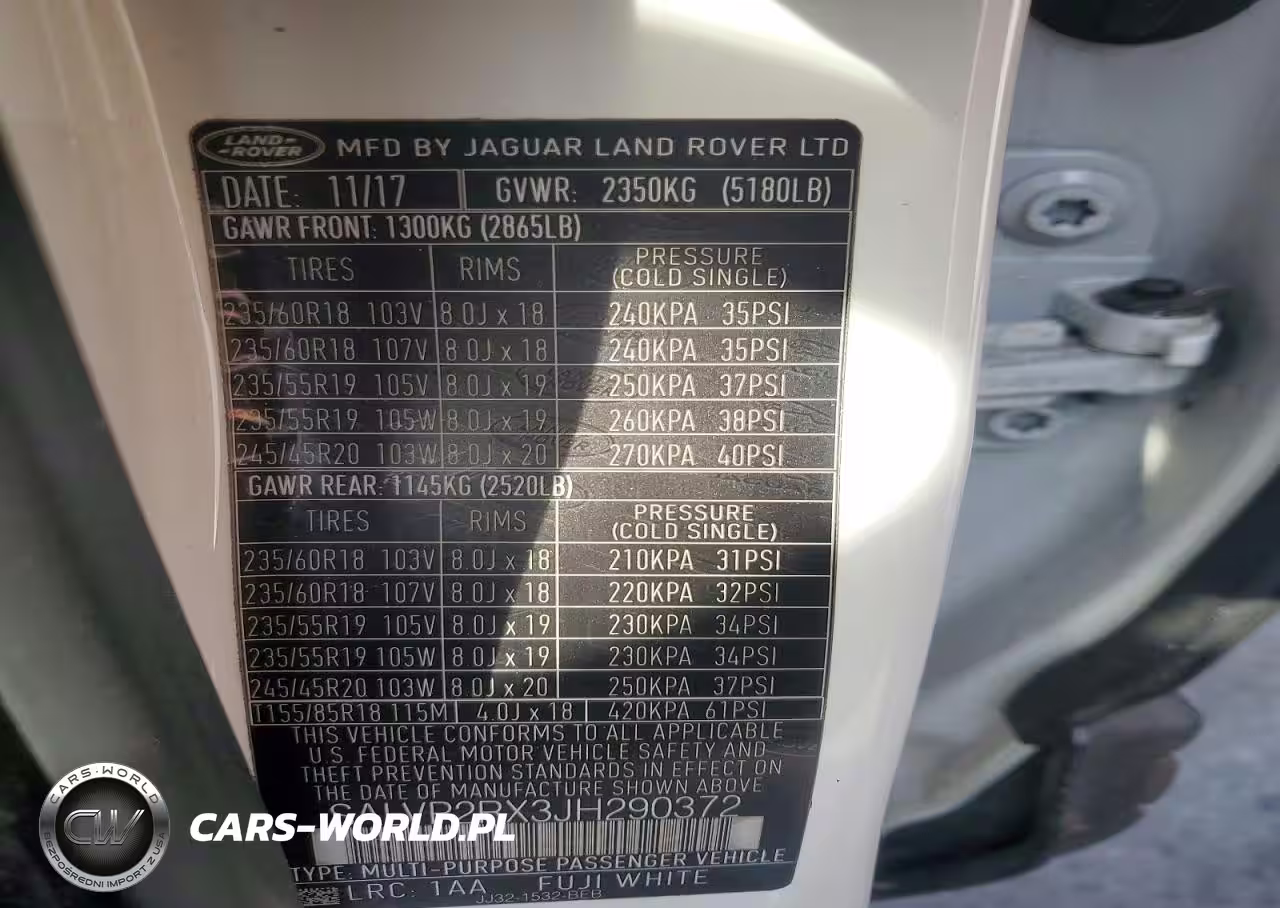 LAND-
-ROVER
MFD BY JAGUAR LAND ROVER LTD
DATE: 11/17 GVWR: 2350KG (5180LB)
GAWR FRONT: 1300KG (2865LB)
TIRES RIMS PRESSURE
(COLD SINGLE)
235/60R18 103V 8.0J x 18 240KPA 35PSI
235/60R18 107V 8.0J x 18 240KPA 35PSI
235/55R19 105V 8.0J x 19 250KPA 37PSI
235/55R19 105W 8.0J x 19 260KPA 38PSI
245/45R20 103W 8.0J x 20 270KPA 40PSI
GAWR REAR: 1145KG (2520LB)
TIRES RIMS PRESSURE
(COLD SINGLE)
235/60R18 103V 8.0J x 18 210KPA 31PSI
235/60R18 107V 8.0J x 18 220KPA 32PSI
235/55R19 105V 8.0J x 19 230KPA 34PSI
235/55R19 105W 8.0J x 19 230KPA 34PSI
245/45R20 103W 8.0J x 20 250KPA 37PSI
T155/85R18 115M 4.0J x 18 420KPA 61PSI
THIS VEHICLE CONFORMS TO ALL APPLICABLE
U.S. FEDERAL MOTOR VEHICLE SAFETY AND
THEFT PREVENTION STANDARDS IN EFFECT ON
THE DATE OF MANUFACTURE SHOWN ABOVE
SALVP2RX3JH290372
TYPE: MULTI-PURPOSE PASSENGER VEHICLE
LRC: 1AA FUJI WHITE
JJ32-1532-BEB
CARS-WORLD
CW
BEZPOŚREDNI IMPORT Z USA
CARS-WORLD.PL